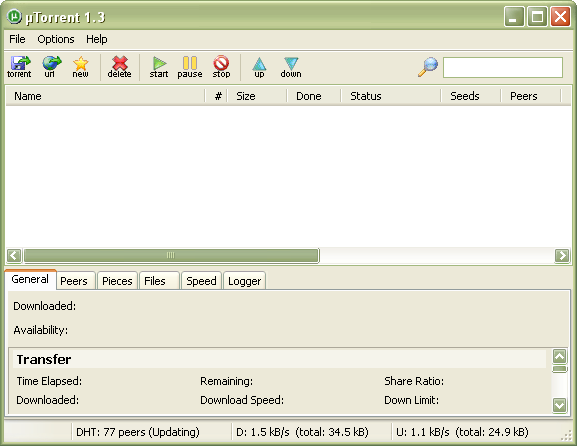 µTorrent 1.3
File Options Help
torrent url new delete start pause stop up down
Name # Size Done Status Seeds Peers
General Peers Pieces Files Speed Logger
Downloaded:
Availability:
Transfer
Time Elapsed: Remaining: Share Ratio:
Downloaded: Download Speed: Down Limit:
DHT: 77 peers (Updating) D: 1.5 kB/s (total: 34.5 kB) U: 1.1 kB/s (total: 24.9 kB)